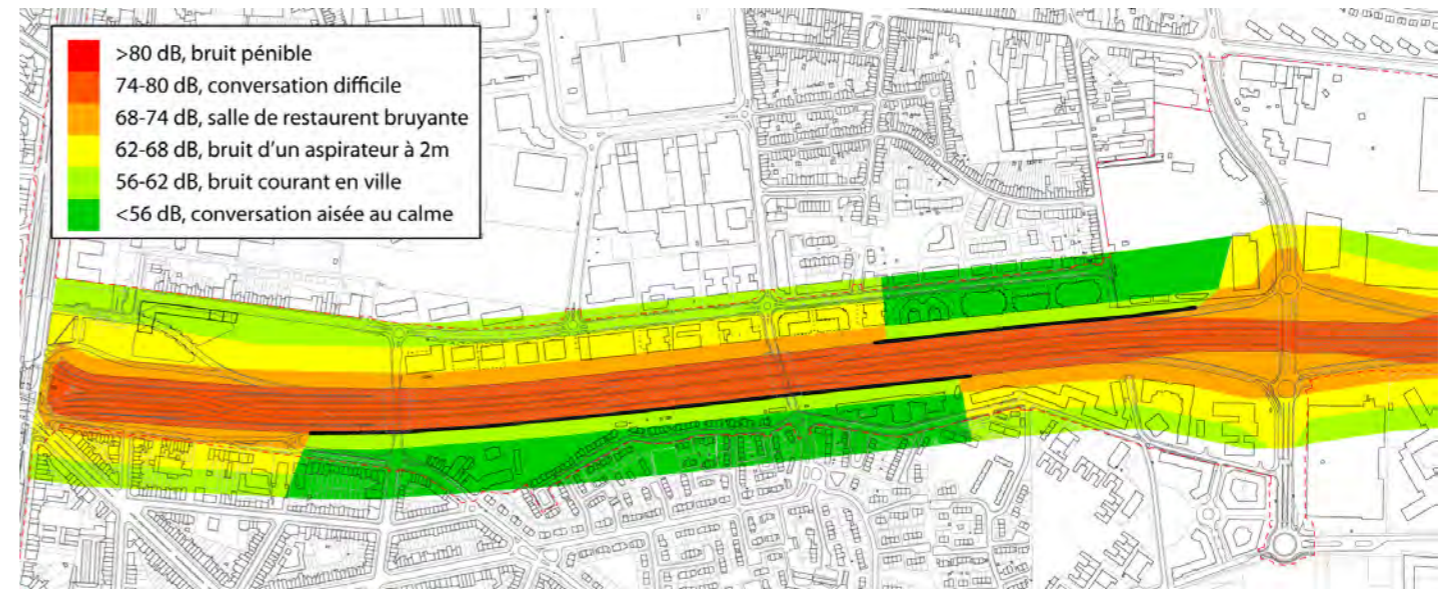 >80 dB, bruit pénible
74-80 dB, conversation difficile
68-74 dB, salle de restaurent bruyante
62-68 dB, bruit d'un aspirateur à 2m
56-62 dB, bruit courant en ville
<56 dB, conversation aisée au calme